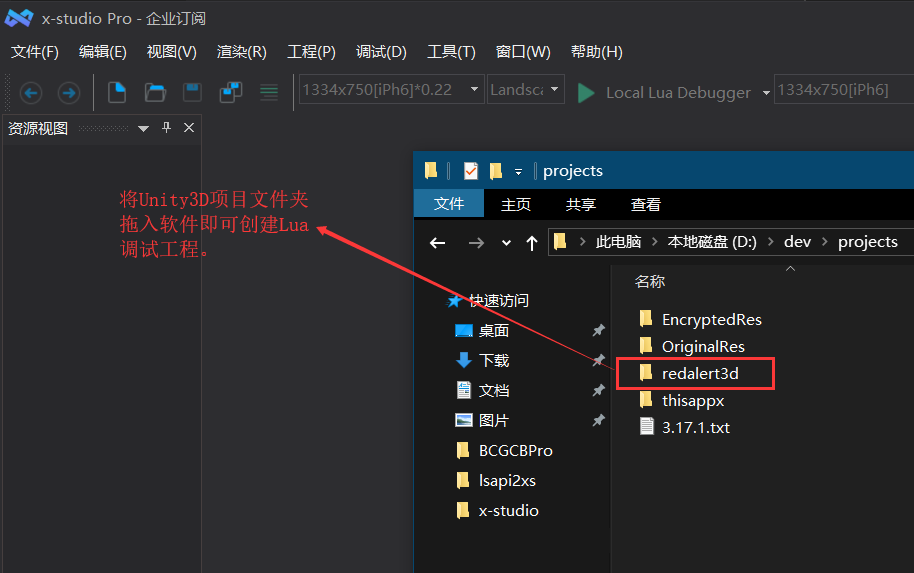 x-studio Pro - 企业订阅
文件(F) 编辑(E) 视图(V) 渲染(R) 工程(P) 调试(D) 工具(T) 窗口(W) 帮助(H)
1334x750[iPh6]*0.22 Landsca Local Lua Debugger 1334x750[iPh6]
资源视图
将Unity3D项目文件夹
拖入软件即可创建Lua
调试工程。
projects
文件 主页 共享 查看
此电脑 本地磁盘 (D:) dev projects
名称
快速访问
桌面
下载
文档
图片
BCGCBPro
lsapi2xs
x-studio
EncryptedRes
OriginalRes
redalert3d
thisappx
3.17.1.txt